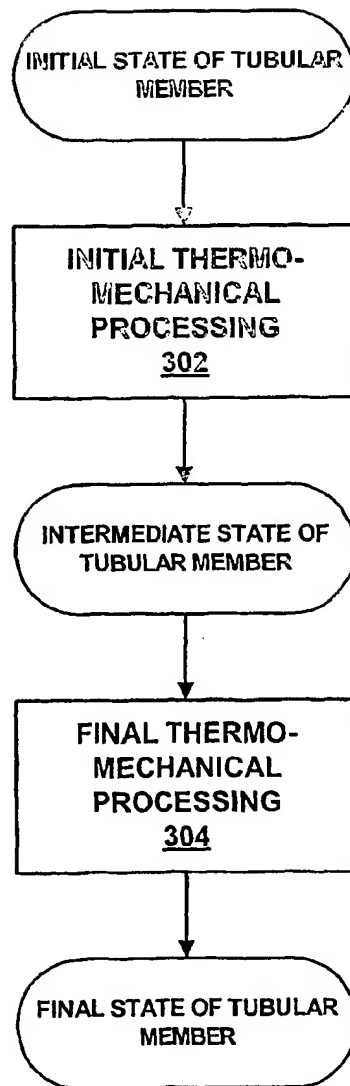 INITIAL STATE OF TUBULAR
MEMBER
INITIAL THERMO-
MECHANICAL
PROCESSING
302
INTERMEDIATE STATE OF
TUBULAR MEMBER
FINAL THERMO-
MECHANICAL
PROCESSING
304
FINAL STATE OF TUBULAR
MEMBER